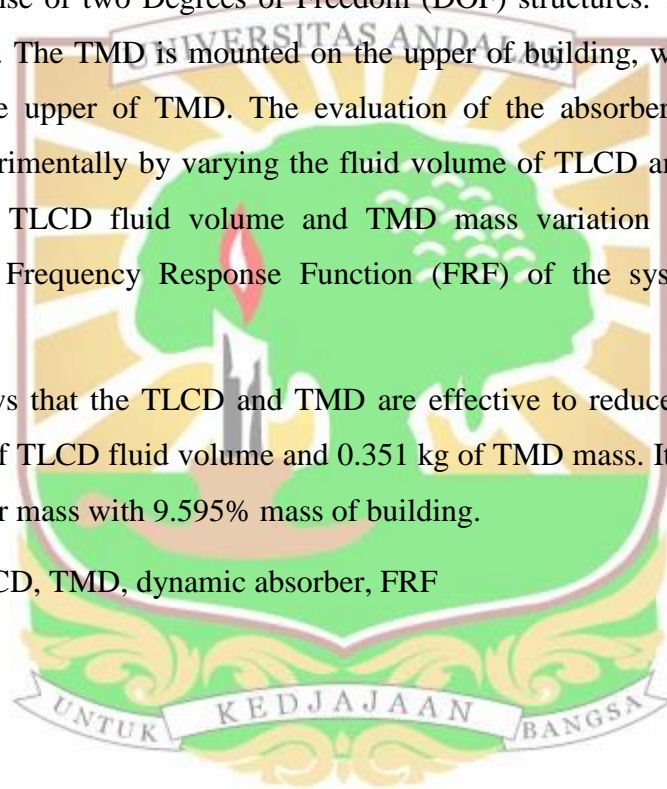 se of two Degrees of Freedom (DOF) structures.
UNIVERSITAS ANDALAS
. The TMD is mounted on the upper of building, w
e upper of TMD. The evaluation of the absorber
rimentally by varying the fluid volume of TLCD a
TLCD fluid volume and TMD mass variation
Frequency Response Function (FRF) of the sys
s that the TLCD and TMD are effective to reduce
f TLCD fluid volume and 0.351 kg of TMD mass. It
r mass with 9.595% mass of building.
CD, TMD, dynamic absorber, FRF
UNTUK KEDJAJAAN BANGSA